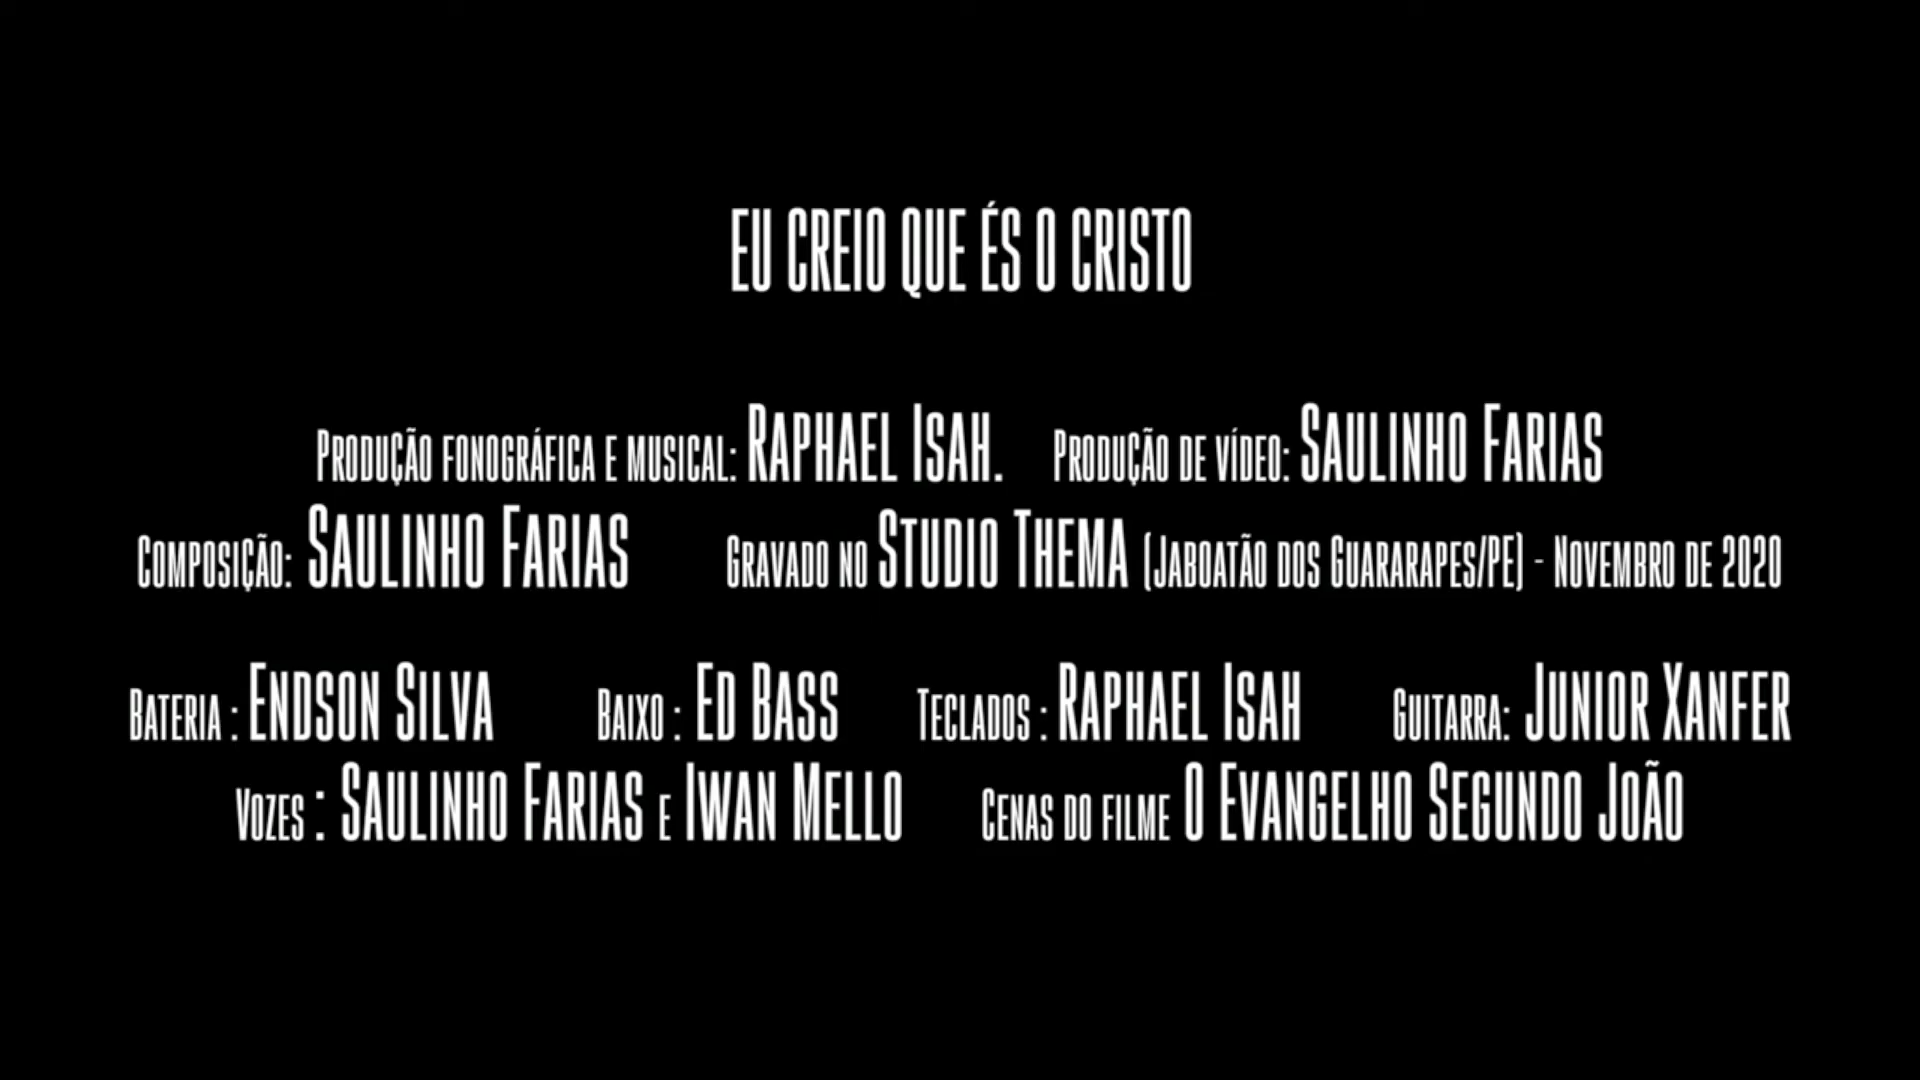 EU CREIO QUE ÉS O CRISTO
Produção fonográfica e musical: Raphael Isah. Produção de vídeo: Saulinho Farias
Composição: Saulinho Farias Gravado no Studio Thema (Jaboatão dos Guararapes/PE) - Novembro de 2020
Bateria : Endson Silva Baixo : Ed Bass Teclados : Raphael Isah Guitarra: Junior Xanfer
Vozes : Saulinho Farias e Iwan Mello Cenas do filme O Evangelho Segundo João